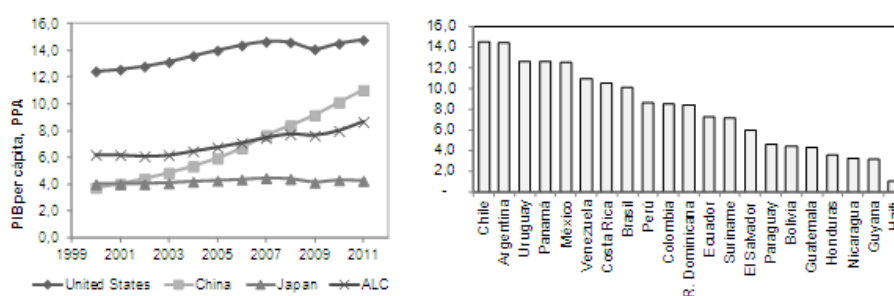 PIB per cápita, PPA
16,0
14,0
12,0
10,0
8,0
6,0
4,0
2,0
0,0
1999 2001 2003 2005 2007 2009 2011
United States China Japan ALC
16,0
14,0
12,0
10,0
8,0
6,0
4,0
2,0
-
Chile
Argentina
Uruguay
Panamá
México
Venezuela
Costa Rica
Brasil
Perú
Colombia
R. Dominicana
Ecuador
Suriname
El Salvador
Paraguay
Bolivia
Guatemala
Honduras
Nicaragua
Guyana